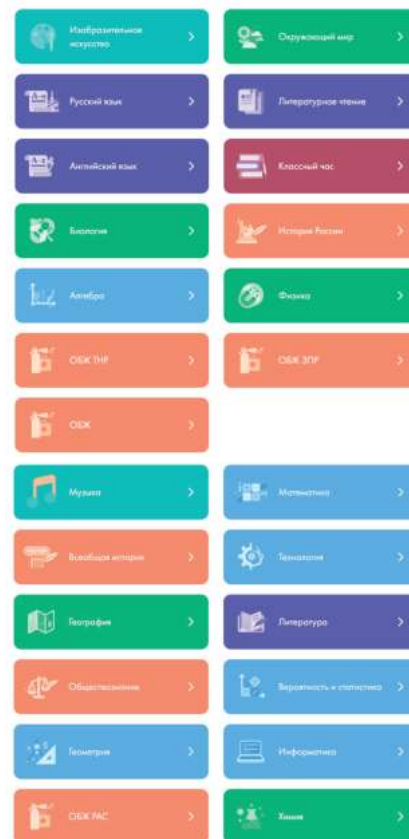 Изобразительное
искусство
Окружающий мир
Русский язык
Литературное чтение
Английский язык
Классный час
Биология
История России
Алгебра
Физика
ОБЖ ТНР
ОБЖ ЗПР
ОБЖ
Музыка
Математика
Всеобщая история
Технология
География
Литература
Обществознание
Вероятность и статистика
Геометрия
Информатика
ОБЖ РАС
Химия